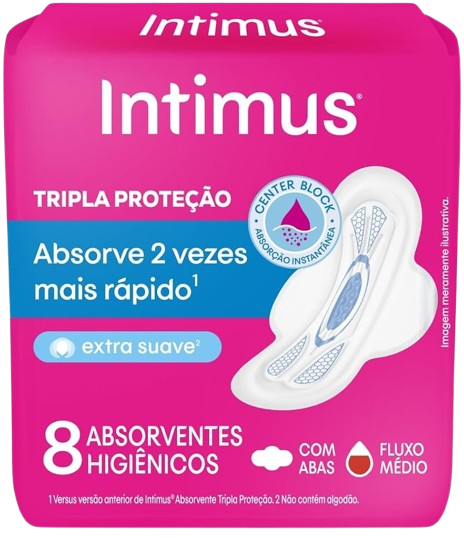 Intimus®
Intimus®
TRIPLA PROTEÇÃO
CENTER BLOCK
ABSORÇÃO INSTANTÂNEA
Absorve 2 vezes
mais rápido¹
extra suave²
Imagem meramente ilustrativa.
8 ABSORVENTES
HIGIÊNICOS
COM
ABAS
FLUXO
MÉDIO
1 Versus versão anterior de Intimus® Absorvente Tripla Proteção. 2 Não contém algodão.